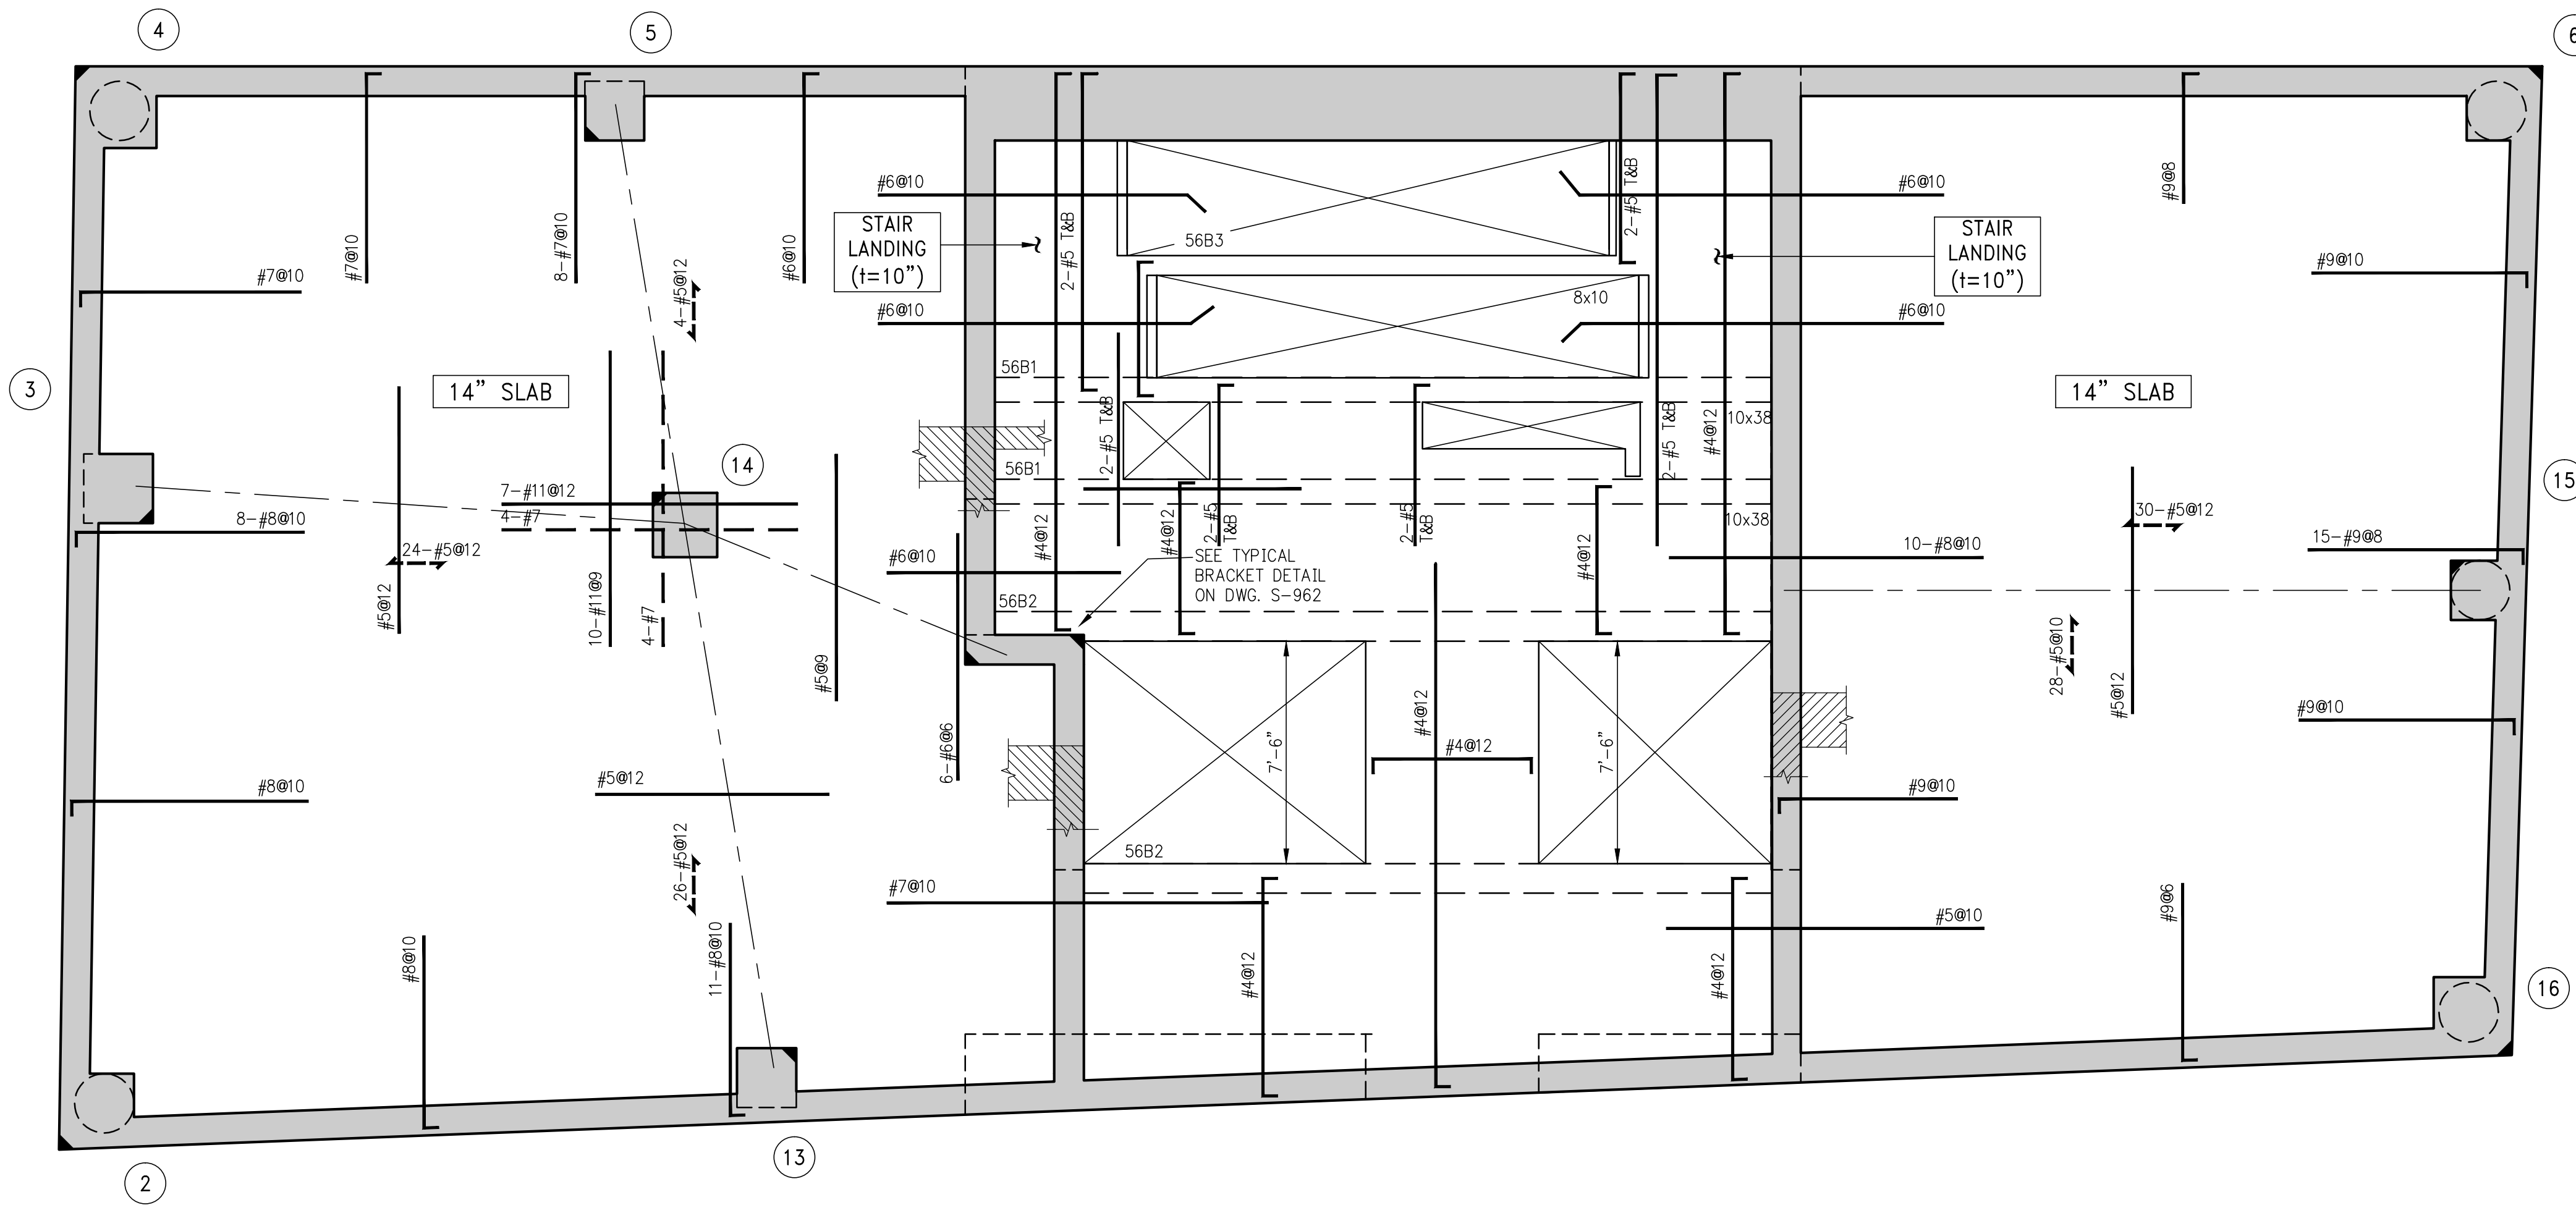 4
5
6
#7@10
8-#7@10
#6@10
#7@10
4-#5@12
#6@10
STAIR
LANDING
(t=10”)
2-#5 T&B
56B3
2-#5 T&B
#6@10
STAIR
LANDING
(t=10”)
#9@8
#9@10
#6@10
8x10
#6@10
3
14” SLAB
56B1
2-#5 T&B
2-#5 T&B
#4@12
10x38
14” SLAB
14
7-#11@12
4-#7
56B1
10x38
15
8-#8@10
24-#5@12
#5@12
10-#11@9
4-#7
#5@9
#6@10
#4@12
#4@12
2-#5
T&B
2-#5
T&B
#4@12
SEE TYPICAL
BRACKET DETAIL
ON DWG. S-962
10-#8@10
30-#5@12
15-#9@8
56B2
28-#5@10
#5@12
6-#6@6
7’-6”
#4@12
#4@12
7’-6”
#9@10
#8@10
#5@12
#9@10
26-#5@12
56B2
#7@10
#5@10
#9@6
#8@10
11-#8@10
#4@12
#4@12
16
13
2